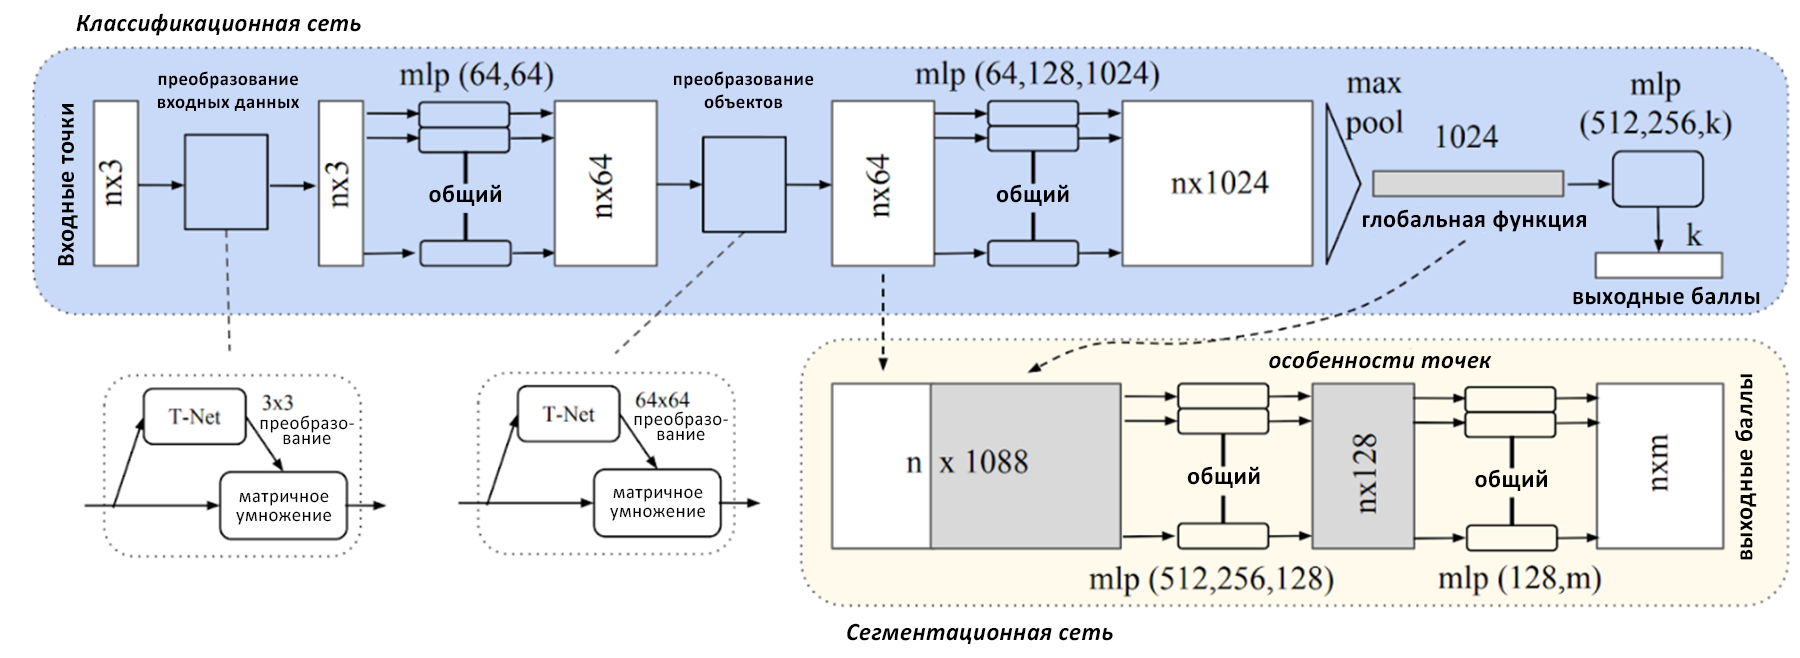 Классификационная сеть
Входные точки
nx3
преобразование
входных данных
nx3
mlp (64,64)
общий
nx64
преобразование
объектов
nx64
mlp (64,128,1024)
общий
nx1024
max
pool
1024
глобальная функция
mlp
(512,256,k)
k
выходные баллы
T-Net
3x3
преобразо-
вание
матричное
умножение
T-Net
64x64
преобразо-
вание
матричное
умножение
особенности точек
n x 1088
общий
mlp (512,256,128)
nx128
общий
mlp (128,m)
nxm
выходные баллы
Сегментационная сеть